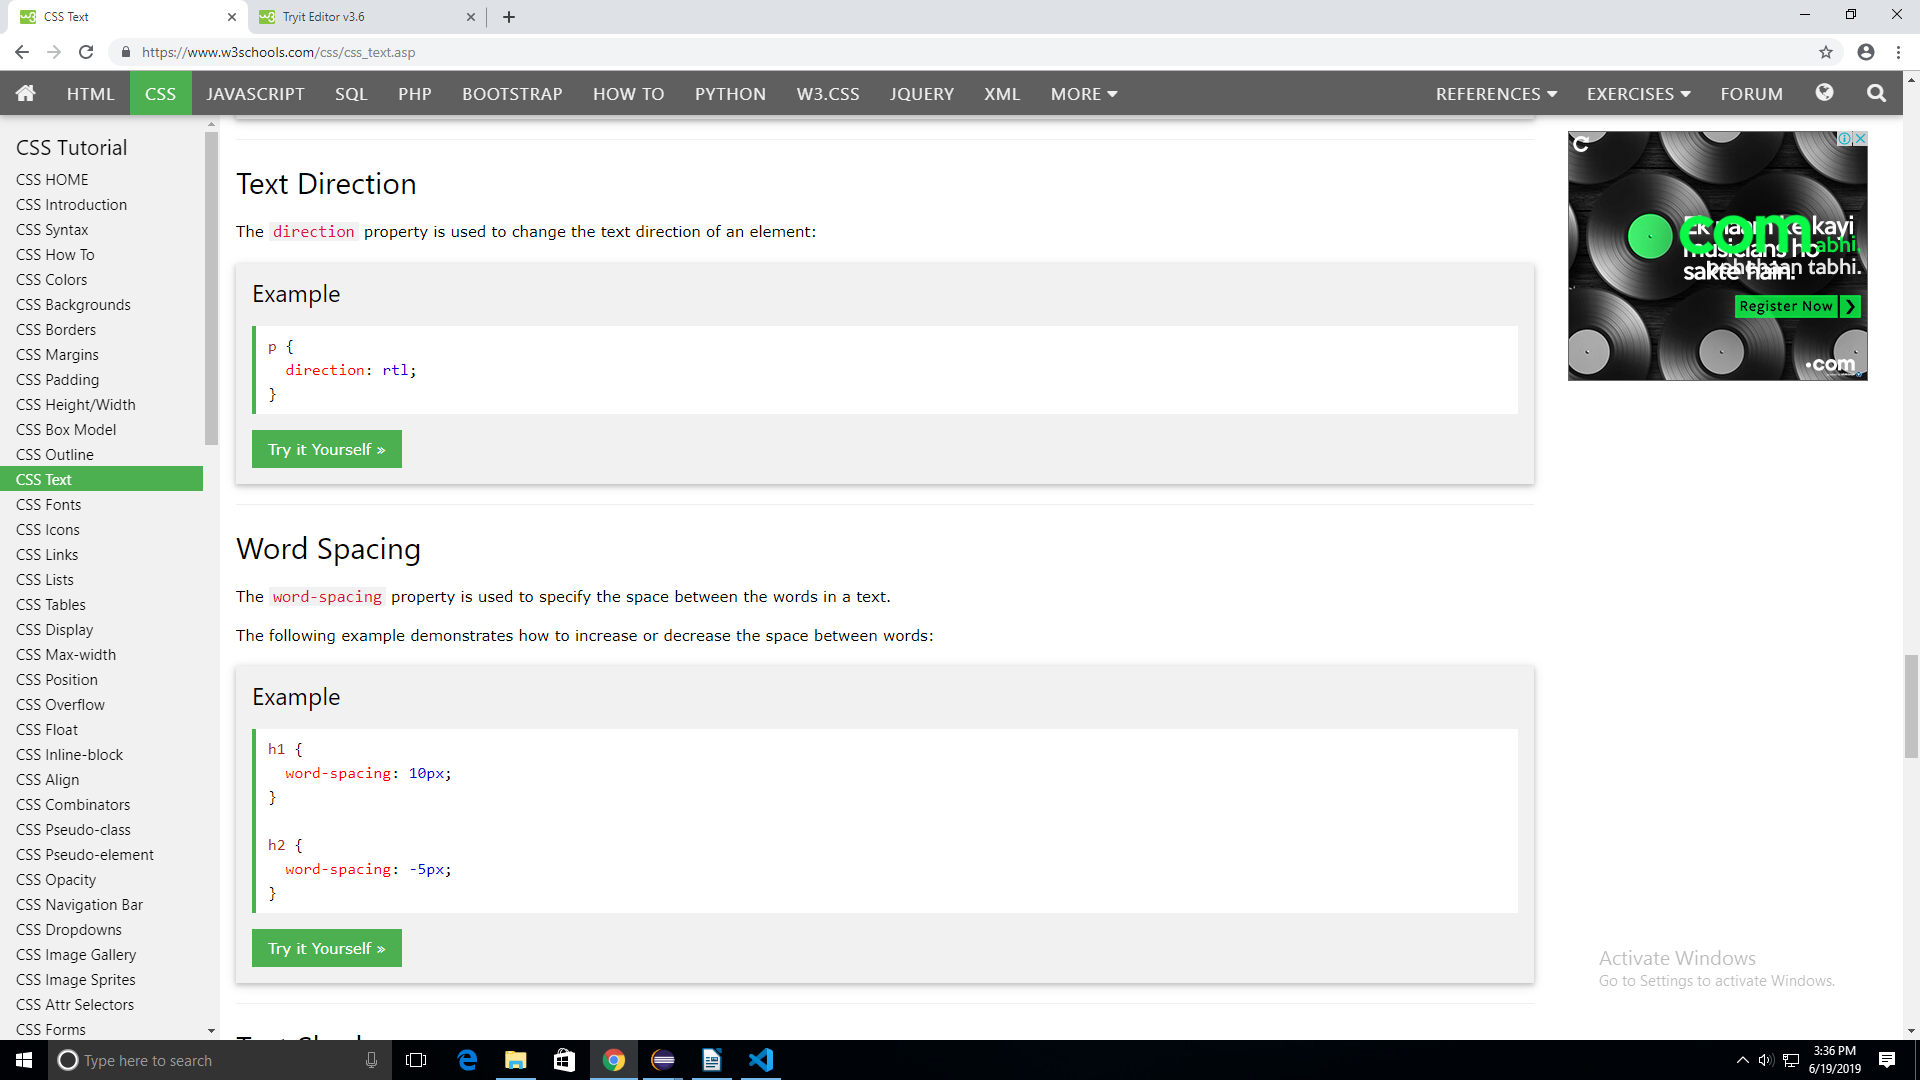 CSS Text
Tryit Editor v3.6
https://www.w3schools.com/css/css_text.asp
HTML CSS JAVASCRIPT SQL PHP BOOTSTRAP HOW TO PYTHON W3.CSS JQUERY XML MORE REFERENCES EXERCISES FORUM
CSS Tutorial
CSS HOME
CSS Introduction
CSS Syntax
CSS How To
CSS Colors
CSS Backgrounds
CSS Borders
CSS Margins
CSS Padding
CSS Height/Width
CSS Box Model
CSS Outline
CSS Text
CSS Fonts
CSS Icons
CSS Links
CSS Lists
CSS Tables
CSS Display
CSS Max-width
CSS Position
CSS Overflow
CSS Float
CSS Inline-block
CSS Align
CSS Combinators
CSS Pseudo-class
CSS Pseudo-element
CSS Opacity
CSS Navigation Bar
CSS Dropdowns
CSS Image Gallery
CSS Image Sprites
CSS Attr Selectors
CSS Forms
Text Direction
The direction property is used to change the text direction of an element:
Example
p {
direction: rtl;
}
Try it Yourself »
Word Spacing
The word-spacing property is used to specify the space between the words in a text.
The following example demonstrates how to increase or decrease the space between words:
Example
h1 {
word-spacing: 10px;
}
h2 {
word-spacing: -5px;
}
Try it Yourself »
com
kayi
musicians ho
abhi,
sakte hain.
tabhi.
Register Now
.com
Activate Windows
Go to Settings to activate Windows.
Type here to search
3:36 PM
6/19/2019